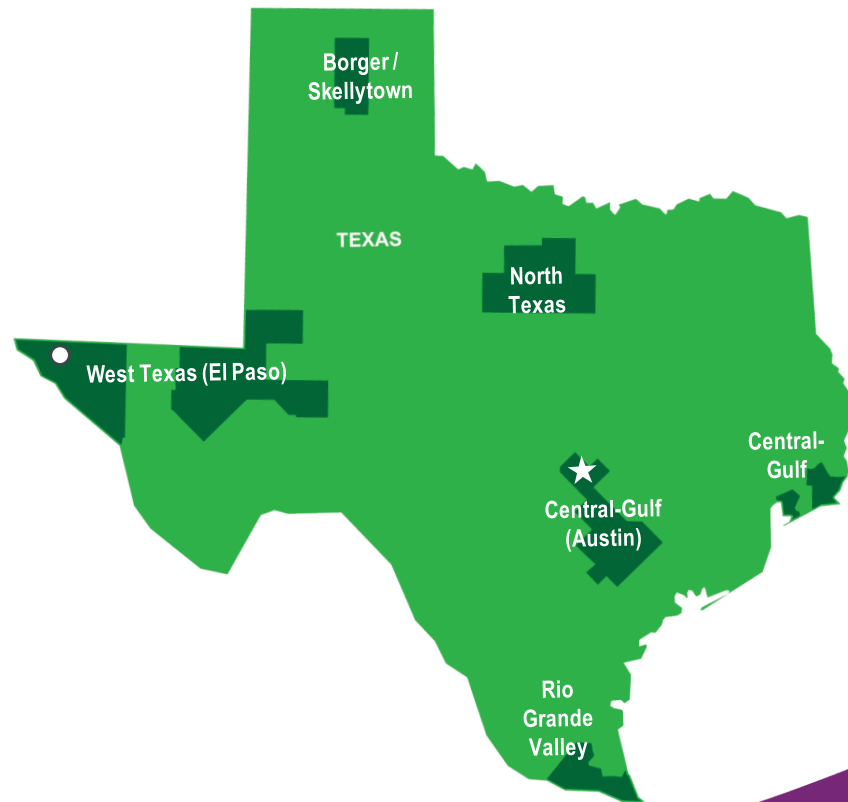 Borger /
Skellytown
TEXAS
North
Texas
West Texas (El Paso)
Central-
Gulf
Central-Gulf
(Austin)
Rio
Grande
Valley